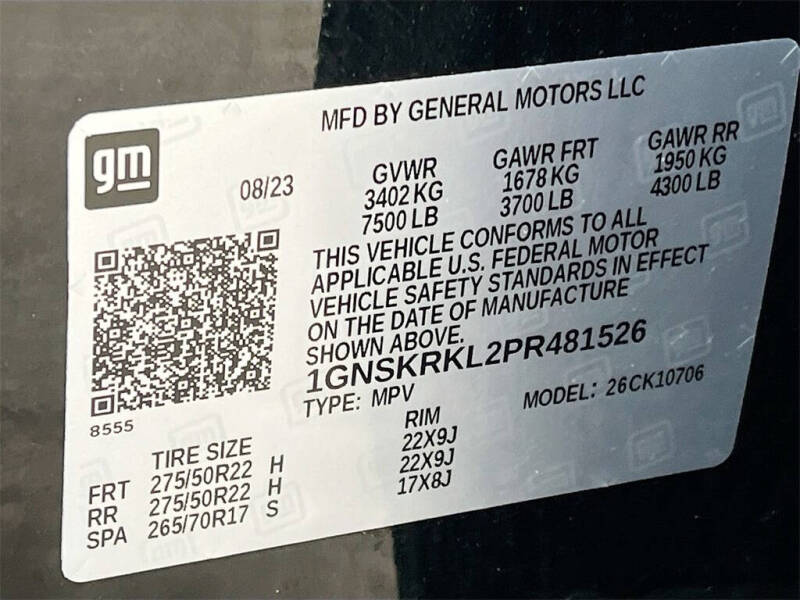 MFD BY GENERAL MOTORS LLC
gm
08/23
GVWR GAWR FRT GAWR RR
3402 KG 1678 KG 1950 KG
7500 LB 3700 LB 4300 LB
THIS VEHICLE CONFORMS TO ALL
APPLICABLE U.S. FEDERAL MOTOR
VEHICLE SAFETY STANDARDS IN EFFECT
ON THE DATE OF MANUFACTURE
SHOWN ABOVE.
1GNSKRKL2PR481526
TYPE: MPV MODEL: 26CK10706
8555
TIRE SIZE RIM
FRT 275/50R22 H 22X9J
RR 275/50R22 H 22X9J
SPA 265/70R17 S 17X8J